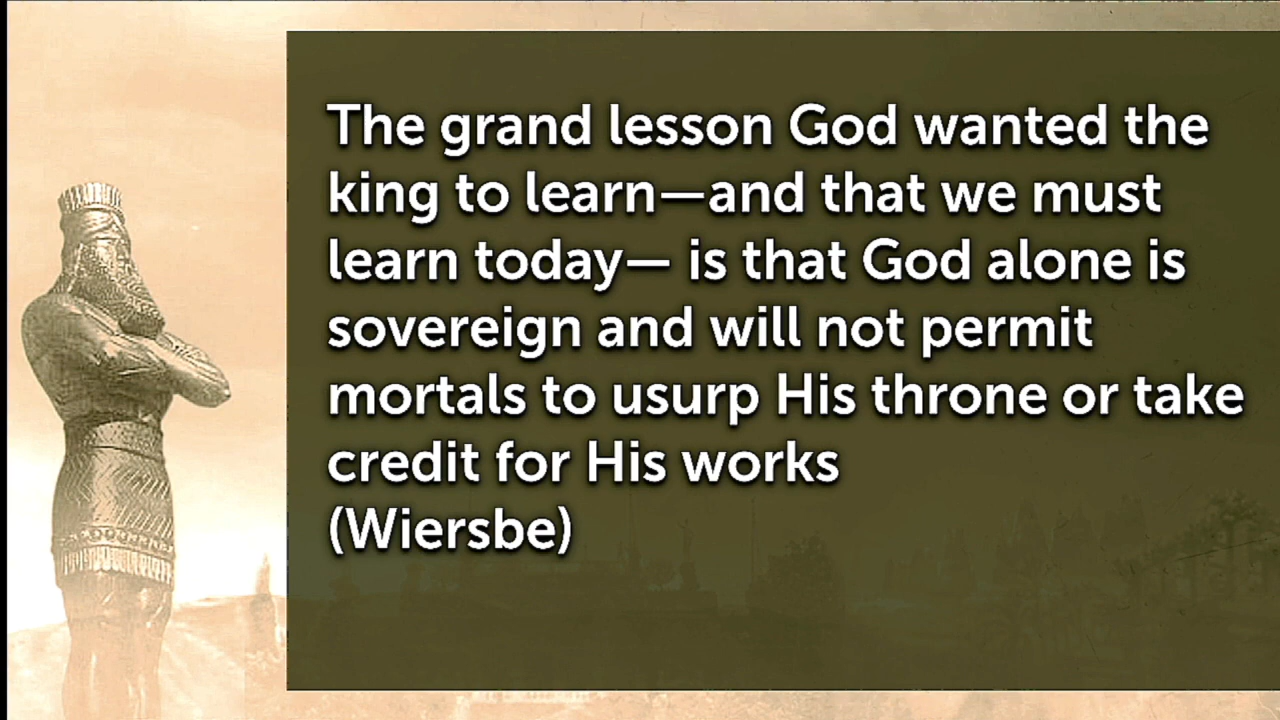 The grand lesson God wanted the
king to learn—and that we must
learn today— is that God alone is
sovereign and will not permit
mortals to usurp His throne or take
credit for His works
(Wiersbe)